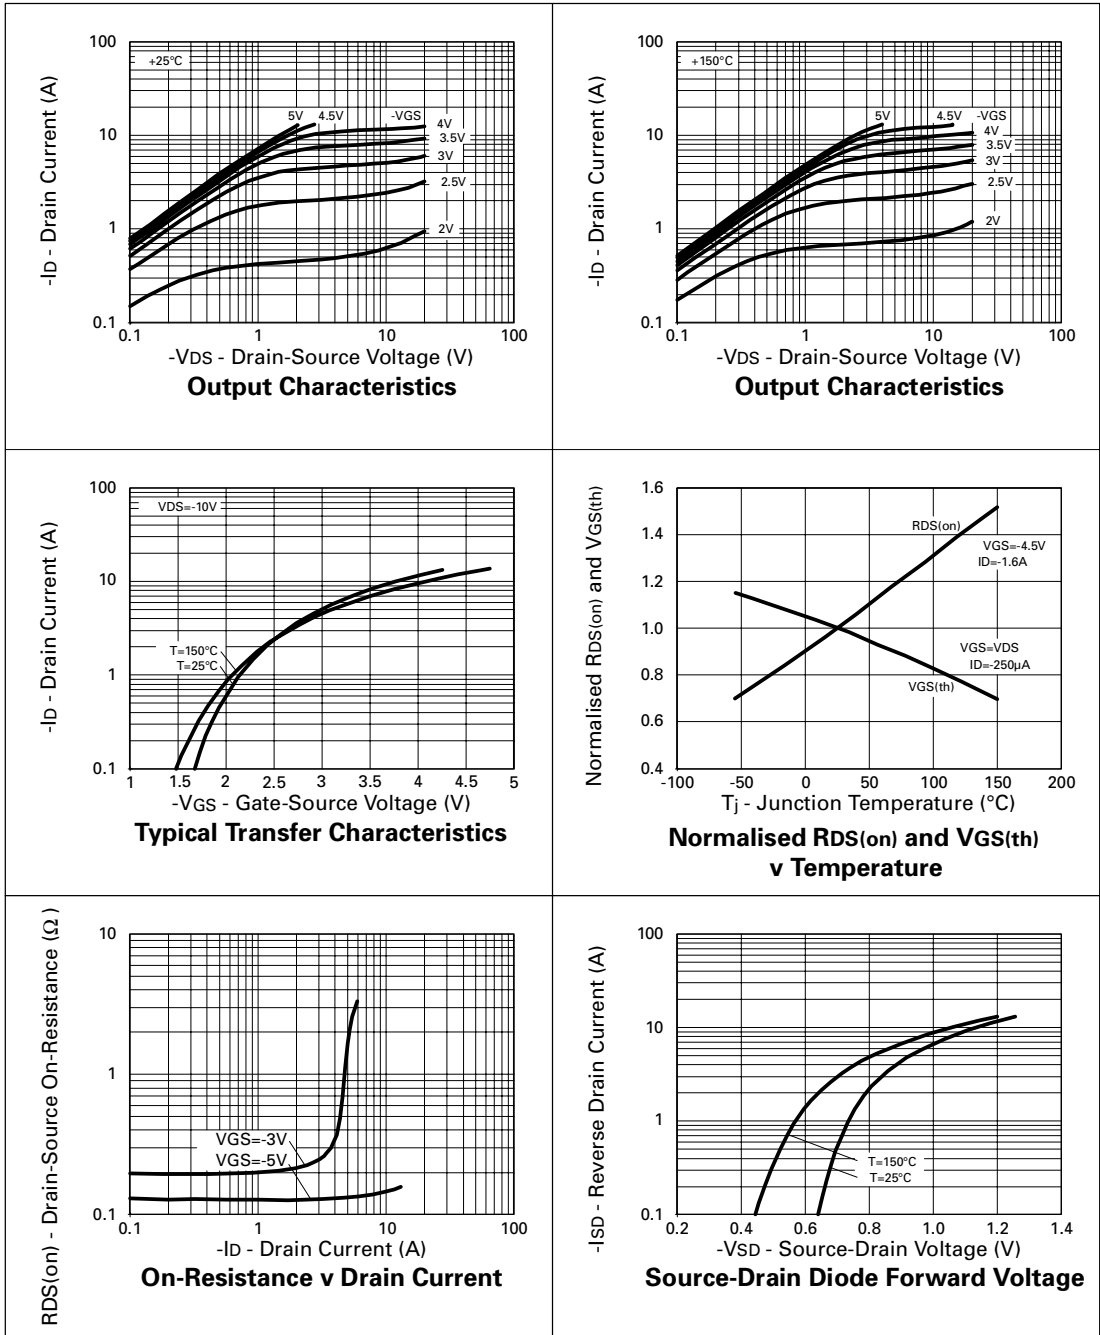 -ID - Drain Current (A)
100
10
1
0.1
+25°C
5V 4.5V -VGS
4V
3.5V
3V
2.5V
2V
0.1 1 10 100
-VDS - Drain-Source Voltage (V)
Output Characteristics
-ID - Drain Current (A)
100
10
1
0.1
+150°C
5V 4.5V -VGS
4V
3.5V
3V
2.5V
2V
0.1 1 10 100
-VDS - Drain-Source Voltage (V)
Output Characteristics
-ID - Drain Current (A)
100
10
1
0.1
VDS=-10V
T=150°C
T=25°C
1 1.5 2 2.5 3 3.5 4 4.5 5
-VGS - Gate-Source Voltage (V)
Typical Transfer Characteristics
Normalised RDS(on) and VGS(th)
1.6
1.4
1.2
1.0
0.8
0.6
0.4
RDS(on)
VGS=-4.5V
ID=-1.6A
VGS=VDS
ID=-250µA
VGS(th)
-100 -50 0 50 100 150 200
Tj - Junction Temperature (°C)
Normalised RDS(on) and VGS(th)
v Temperature
RDS(on) - Drain-Source On-Resistance (Ω)
10
1
0.1
VGS=-3V
VGS=-5V
0.1 1 10 100
-ID - Drain Current (A)
On-Resistance v Drain Current
-ISD - Reverse Drain Current (A)
100
10
1
0.1
T=150°C
T=25°C
0.2 0.4 0.6 0.8 1.0 1.2 1.4
-VSD - Source-Drain Voltage (V)
Source-Drain Diode Forward Voltage